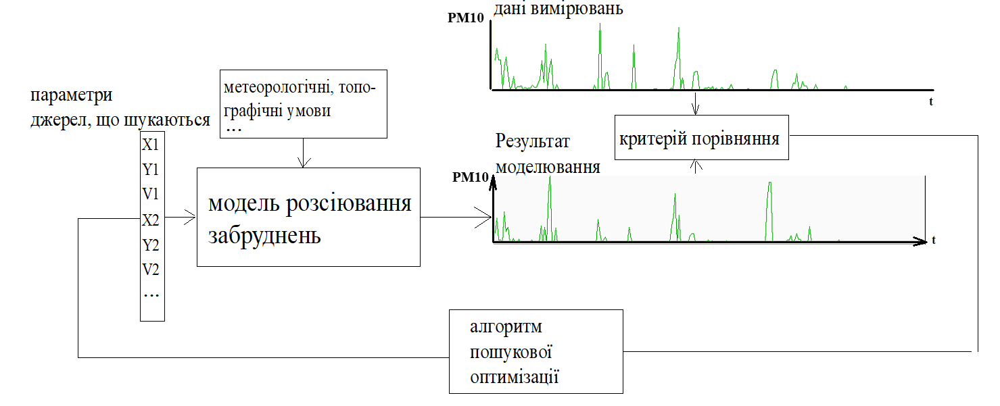 дані вимірювань
PM10
t
метеорологічні, топо-
графічні умови
...
параметри
джерел, що шукаються
X1
Y1
V1
X2
Y2
V2
...
модель розсіювання
забруднень
критерій порівняння
Результат
моделювання
PM10
t
алгоритм
пошукової
оптимізації